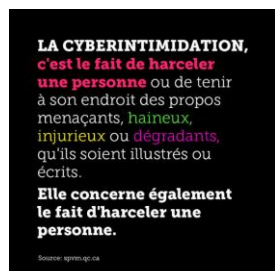 LA CYBERINTIMIDATION,
c'est le fait de harceler
une personne ou de tenir
à son endroit des propos
menaçants, haineux,
injurieux ou dégradants,
qu'ils soient illustrés ou
écrits.
Elle concerne également
le fait d'harceler une
personne.
Source: spvm.qc.ca